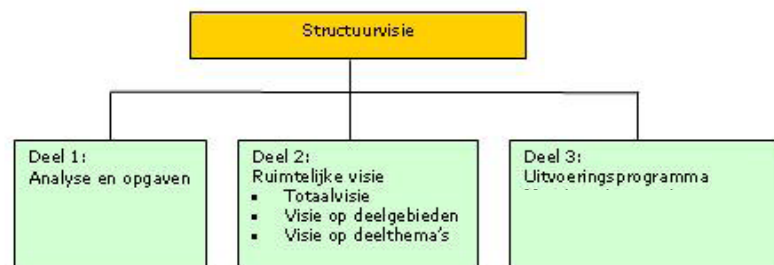 Structuurvisie
Deel 1:
Analyse en opgaven
Deel 2:
Ruimtelijke visie
▪ Totaalvisie
▪ Visie op deelgebieden
▪ Visie op deelthema's
Deel 3:
Uitvoeringsprogramma